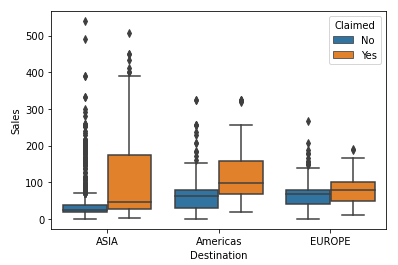 Claimed
No
Yes
500
400
300
200
100
0
Sales
ASIA
Americas
EUROPE
Destination